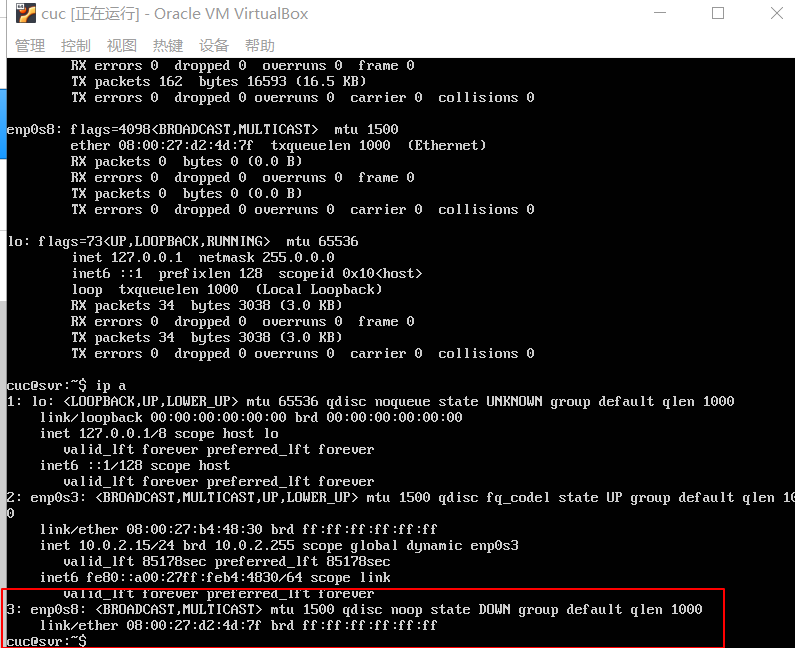 cuc [正在运行] - Oracle VM VirtualBox
管理 控制 视图 热键 设备 帮助
RX errors 0  dropped 0  overruns 0  frame 0
TX packets 162  bytes 16593 (16.5 KB)
TX errors 0  dropped 0 overruns 0  carrier 0  collisions 0
enp0s8: flags=4098<BROADCAST,MULTICAST>  mtu 1500
ether 08:00:27:d2:4d:7f  txqueuelen 1000  (Ethernet)
RX packets 0  bytes 0 (0.0 B)
RX errors 0  dropped 0  overruns 0  frame 0
TX packets 0  bytes 0 (0.0 B)
TX errors 0  dropped 0 overruns 0  carrier 0  collisions 0
lo: flags=73<UP,LOOPBACK,RUNNING>  mtu 65536
inet 127.0.0.1  netmask 255.0.0.0
inet6 ::1  prefixlen 128  scopeid 0x10<host>
loop  txqueuelen 1000  (Local Loopback)
RX packets 34  bytes 3038 (3.0 KB)
RX errors 0  dropped 0  overruns 0  frame 0
TX packets 34  bytes 3038 (3.0 KB)
TX errors 0  dropped 0 overruns 0  carrier 0  collisions 0
cuc@svr:~$ ip a
1: lo: <LOOPBACK,UP,LOWER_UP> mtu 65536 qdisc noqueue state UNKNOWN group default qlen 1000
link/loopback 00:00:00:00:00:00 brd 00:00:00:00:00:00
inet 127.0.0.1/8 scope host lo
valid_lft forever preferred_lft forever
inet6 ::1/128 scope host
valid_lft forever preferred_lft forever
2: enp0s3: <BROADCAST,MULTICAST,UP,LOWER_UP> mtu 1500 qdisc fq_codel state UP group default qlen 10
0
link/ether 08:00:27:b4:48:30 brd ff:ff:ff:ff:ff:ff
inet 10.0.2.15/24 brd 10.0.2.255 scope global dynamic enp0s3
valid_lft 85178sec preferred_lft 85178sec
inet6 fe80::a00:27ff:feb4:4830/64 scope link
valid_lft forever preferred_lft forever
3: enp0s8: <BROADCAST,MULTICAST> mtu 1500 qdisc noop state DOWN group default qlen 1000
link/ether 08:00:27:d2:4d:7f brd ff:ff:ff:ff:ff:ff
cuc@svr:~$